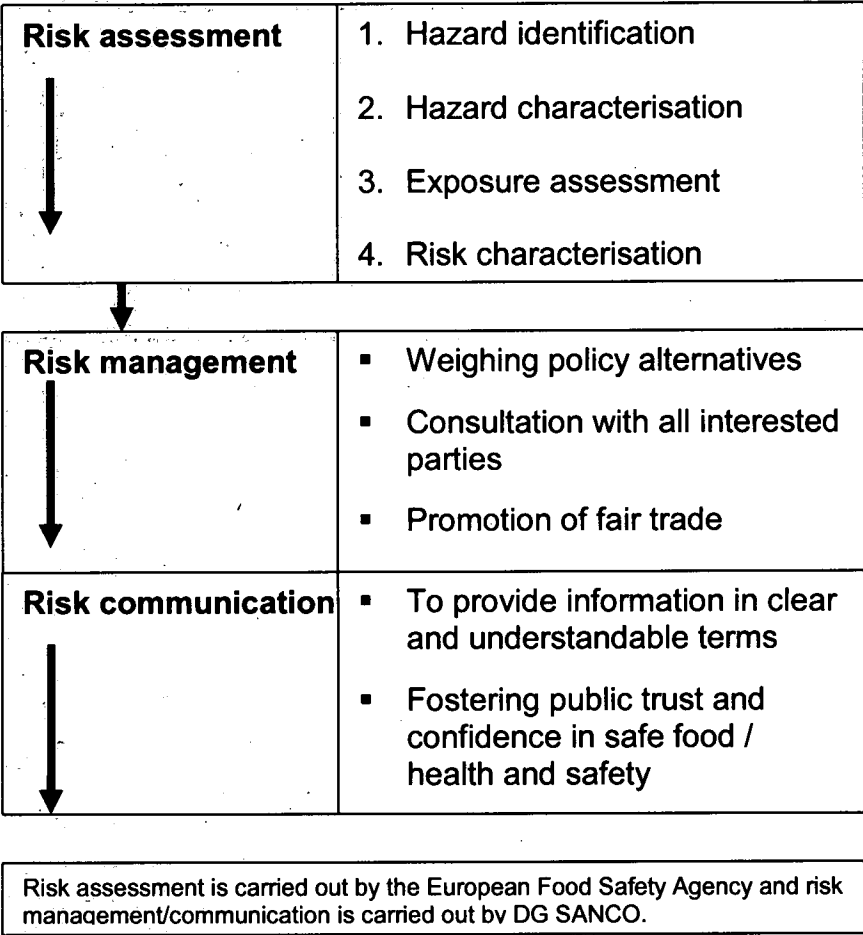 Risk assessment
1. Hazard identification
2. Hazard characterisation
3. Exposure assessment
4. Risk characterisation
Risk management
▪ Weighing policy alternatives
▪ Consultation with all interested
parties
▪ Promotion of fair trade
Risk communication
▪ To provide information in clear
and understandable terms
▪ Fostering public trust and
confidence in safe food /
health and safety
Risk assessment is carried out by the European Food Safety Agency and risk
management/communication is carried out by DG SANCO.